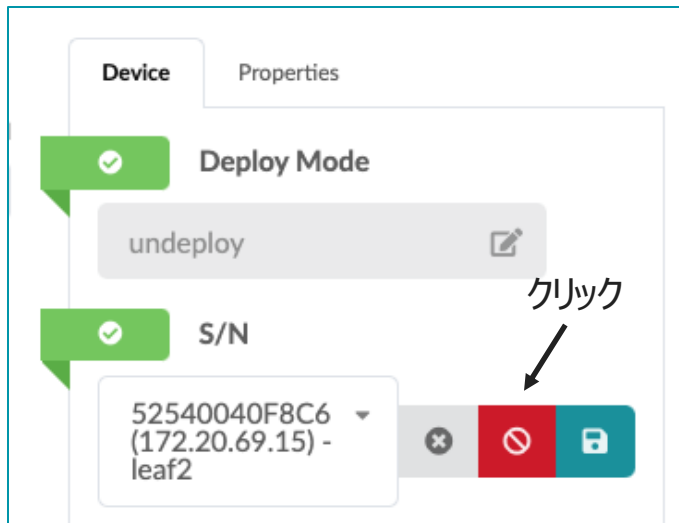 Device Properties
Deploy Mode
undeploy
クリック
S/N
52540040F8C6
(172.20.69.15) -
leaf2